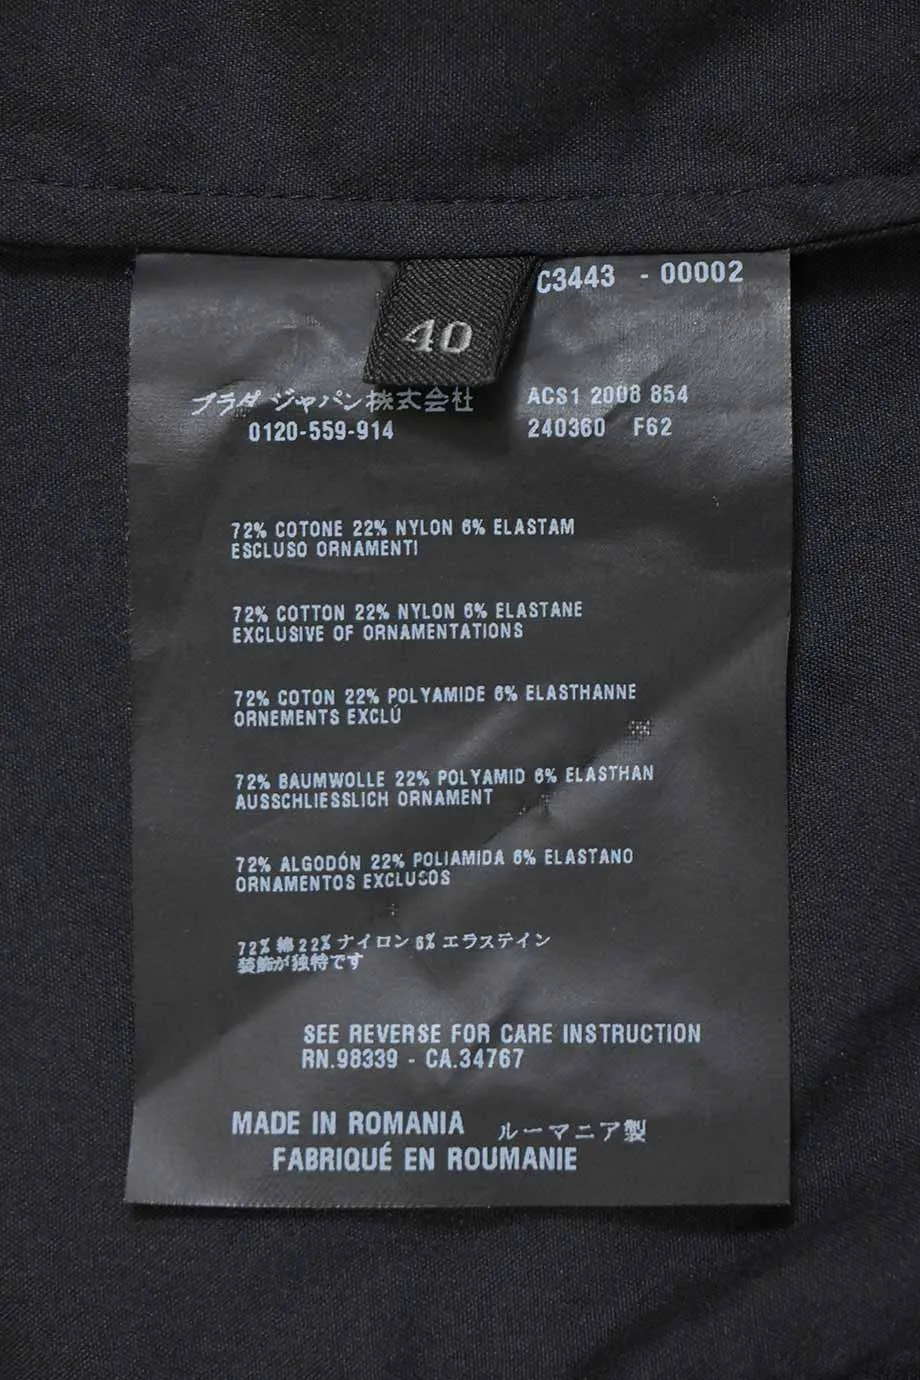 C3443 - 00002
40
プラダ ジャパン株式会社
0120-559-914
ACS1 2008 854
240360 F62
72% COTONE 22% NYLON 6% ELASTAM
ESCLUSO ORNAMENTI
72% COTTON 22% NYLON 6% ELASTANE
EXCLUSIVE OF ORNAMENTATIONS
72% COTON 22% POLYAMIDE 6% ELASTHANNE
ORNEMENTS EXCLÚ
72% BAUMWOLLE 22% POLYAMID 6% ELASTHAN
AUSSCHLIESSLICH ORNAMENT
72% ALGODÓN 22% POLIAMIDA 6% ELASTANO
ORNAMENTOS EXCLUSOS
72% 綿 22% ナイロン 6% エラステイン
装飾が独特です
SEE REVERSE FOR CARE INSTRUCTION
RN.98339 - CA.34767
MADE IN ROMANIA ルーマニア製
FABRIQUÉ EN ROUMANIE